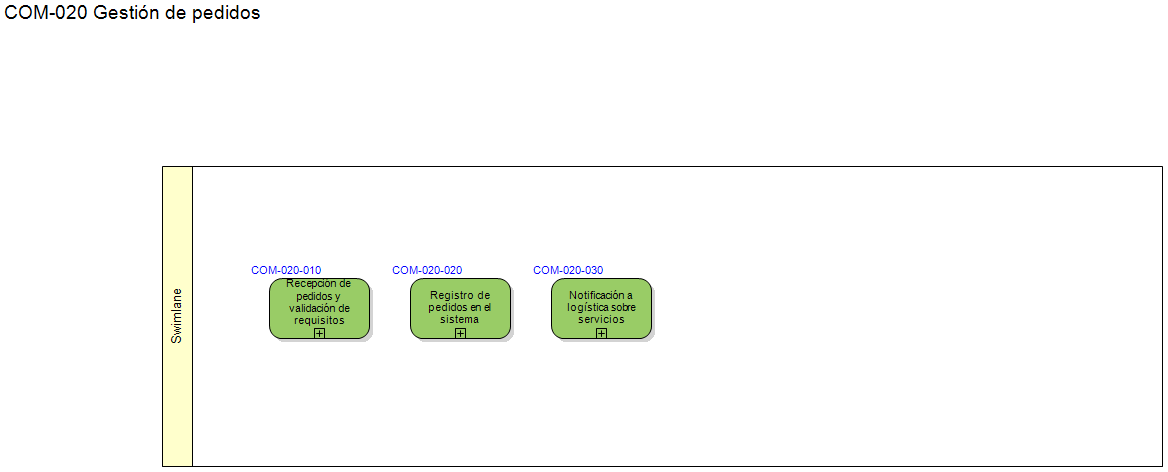 COM-020 Gestión de pedidos
COM-020-010
COM-020-020
COM-020-030
Recepción de
pedidos y
validación de
requisitos
Registro de
pedidos en el
sistema
Notificación a
logística sobre
servicios
Swimlane